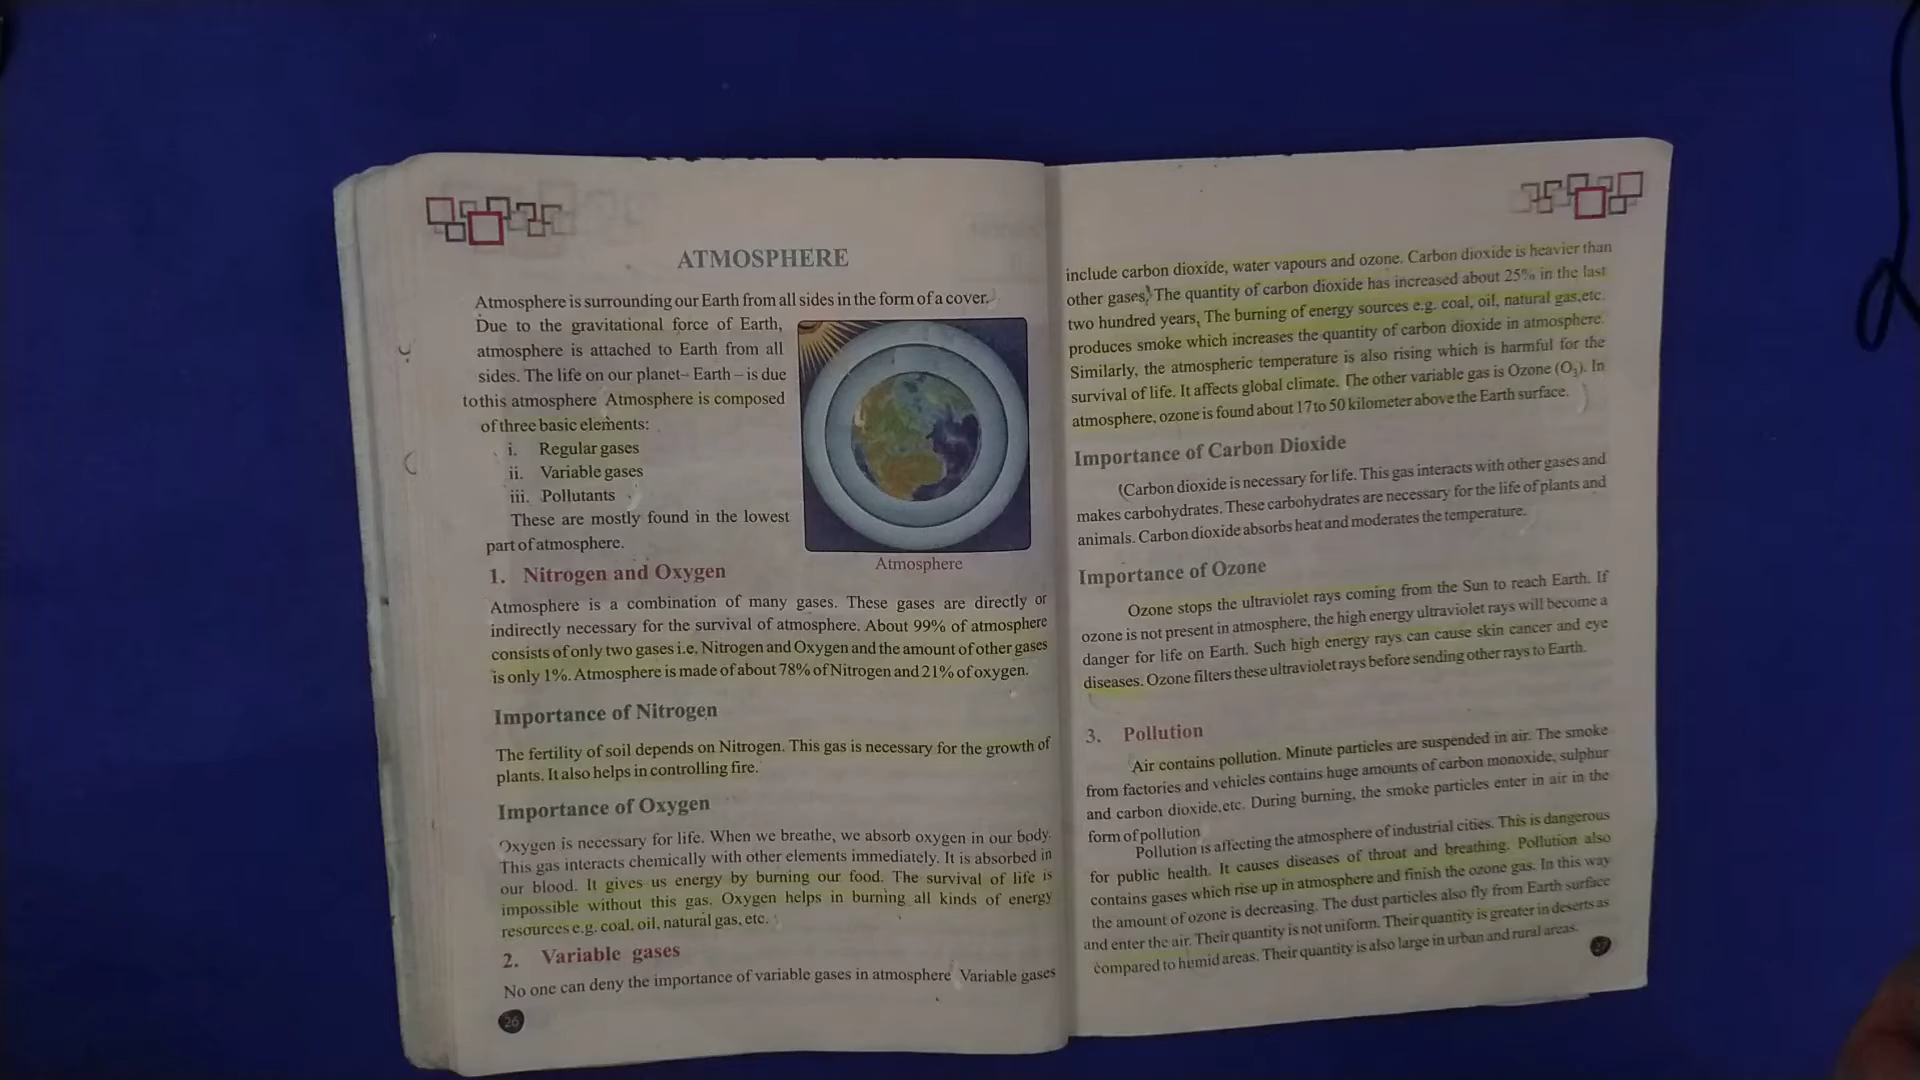 ATMOSPHERE
Atmosphere is surrounding our Earth from all sides in the form of a cover.
Due to the gravitational force of Earth,
atmosphere is attached to Earth from all
sides. The life on our planet– Earth – is due
to this atmosphere Atmosphere is composed
of three basic elements:
i. Regular gases
ii. Variable gases
iii. Pollutants
These are mostly found in the lowest
part of atmosphere.
Atmosphere
1. Nitrogen and Oxygen
Atmosphere is a combination of many gases. These gases are directly or
indirectly necessary for the survival of atmosphere. About 99% of atmosphere
consists of only two gases i.e. Nitrogen and Oxygen and the amount of other gases
is only 1%. Atmosphere is made of about 78% of Nitrogen and 21% of oxygen.
Importance of Nitrogen
The fertility of soil depends on Nitrogen. This gas is necessary for the growth of
plants. It also helps in controlling fire.
Importance of Oxygen
Oxygen is necessary for life. When we breathe, we absorb oxygen in our body.
This gas interacts chemically with other elements immediately. It is absorbed in
our blood. It gives us energy by burning our food. The survival of life is
impossible without this gas. Oxygen helps in burning all kinds of energy
resources e.g. coal, oil, natural gas, etc.
2. Variable gases
No one can deny the importance of variable gases in atmosphere Variable gases
26
include carbon dioxide, water vapours and ozone. Carbon dioxide is heavier than
other gases. The quantity of carbon dioxide has increased about 25% in the last
two hundred years. The burning of energy sources e.g. coal, oil, natural gas,etc.
produces smoke which increases the quantity of carbon dioxide in atmosphere.
Similarly, the atmospheric temperature is also rising which is harmful for the
survival of life. It affects global climate. The other variable gas is Ozone (O₃). In
atmosphere, ozone is found about 17 to 50 kilometer above the Earth surface.
Importance of Carbon Dioxide
(Carbon dioxide is necessary for life. This gas interacts with other gases and
makes carbohydrates. These carbohydrates are necessary for the life of plants and
animals. Carbon dioxide absorbs heat and moderates the temperature.
Importance of Ozone
Ozone stops the ultraviolet rays coming from the Sun to reach Earth. If
ozone is not present in atmosphere, the high energy ultraviolet rays will become a
danger for life on Earth. Such high energy rays can cause skin cancer and eye
diseases. Ozone filters these ultraviolet rays before sending other rays to Earth.
3. Pollution
Air contains pollution. Minute particles are suspended in air. The smoke
from factories and vehicles contains huge amounts of carbon monoxide, sulphur
and carbon dioxide,etc. During burning, the smoke particles enter in air in the
form of pollution
Pollution is affecting the atmosphere of industrial cities. This is dangerous
for public health. It causes diseases of throat and breathing. Pollution also
contains gases which rise up in atmosphere and finish the ozone gas. In this way
the amount of ozone is decreasing. The dust particles also fly from Earth surface
and enter the air. Their quantity is not uniform. Their quantity is greater in deserts as
compared to humid areas. Their quantity is also large in urban and rural areas.
27